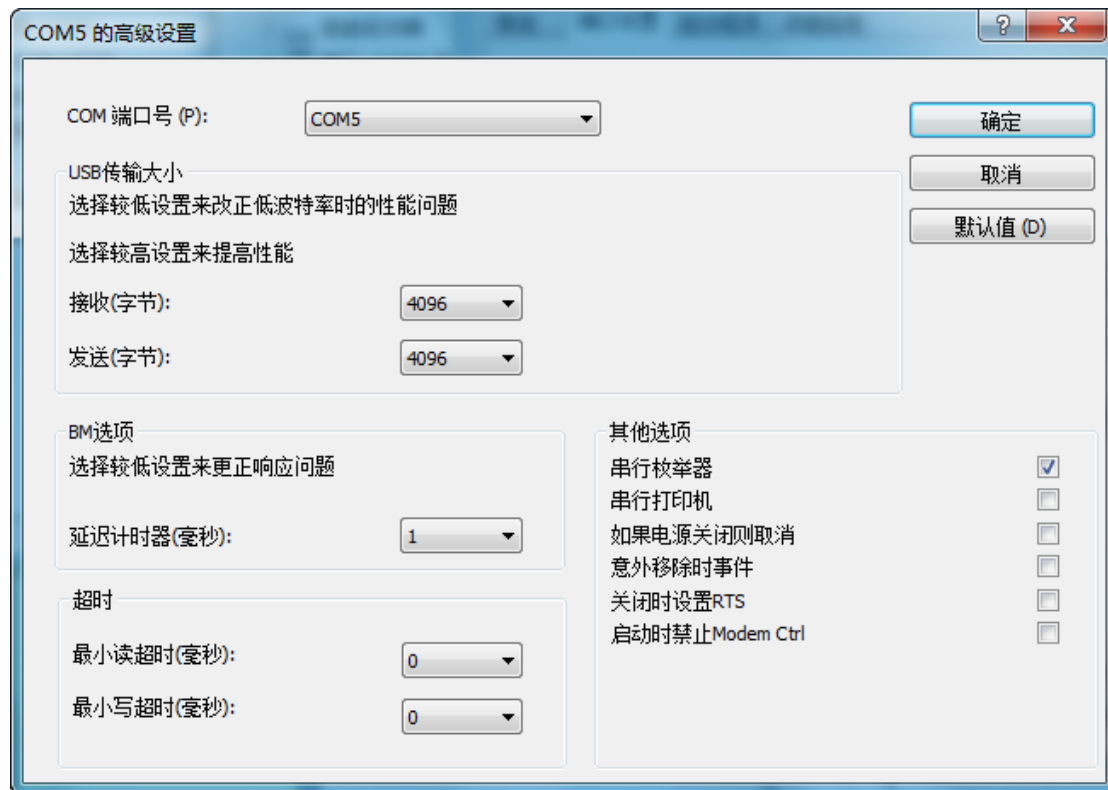 COM5 的高级设置
COM 端口号 (P):
COM5
确定
取消
默认值 (D)
USB传输大小
选择较低设置来改正低波特率时的性能问题
选择较高设置来提高性能
接收(字节):
4096
发送(字节):
4096
BM选项
选择较低设置来更正响应问题
延迟计时器(毫秒):
1
超时
最小读超时(毫秒):
0
最小写超时(毫秒):
0
其他选项
串行枚举器
串行打印机
如果电源关闭则取消
意外移除时事件
关闭时设置RTS
启动时禁止Modem Ctrl